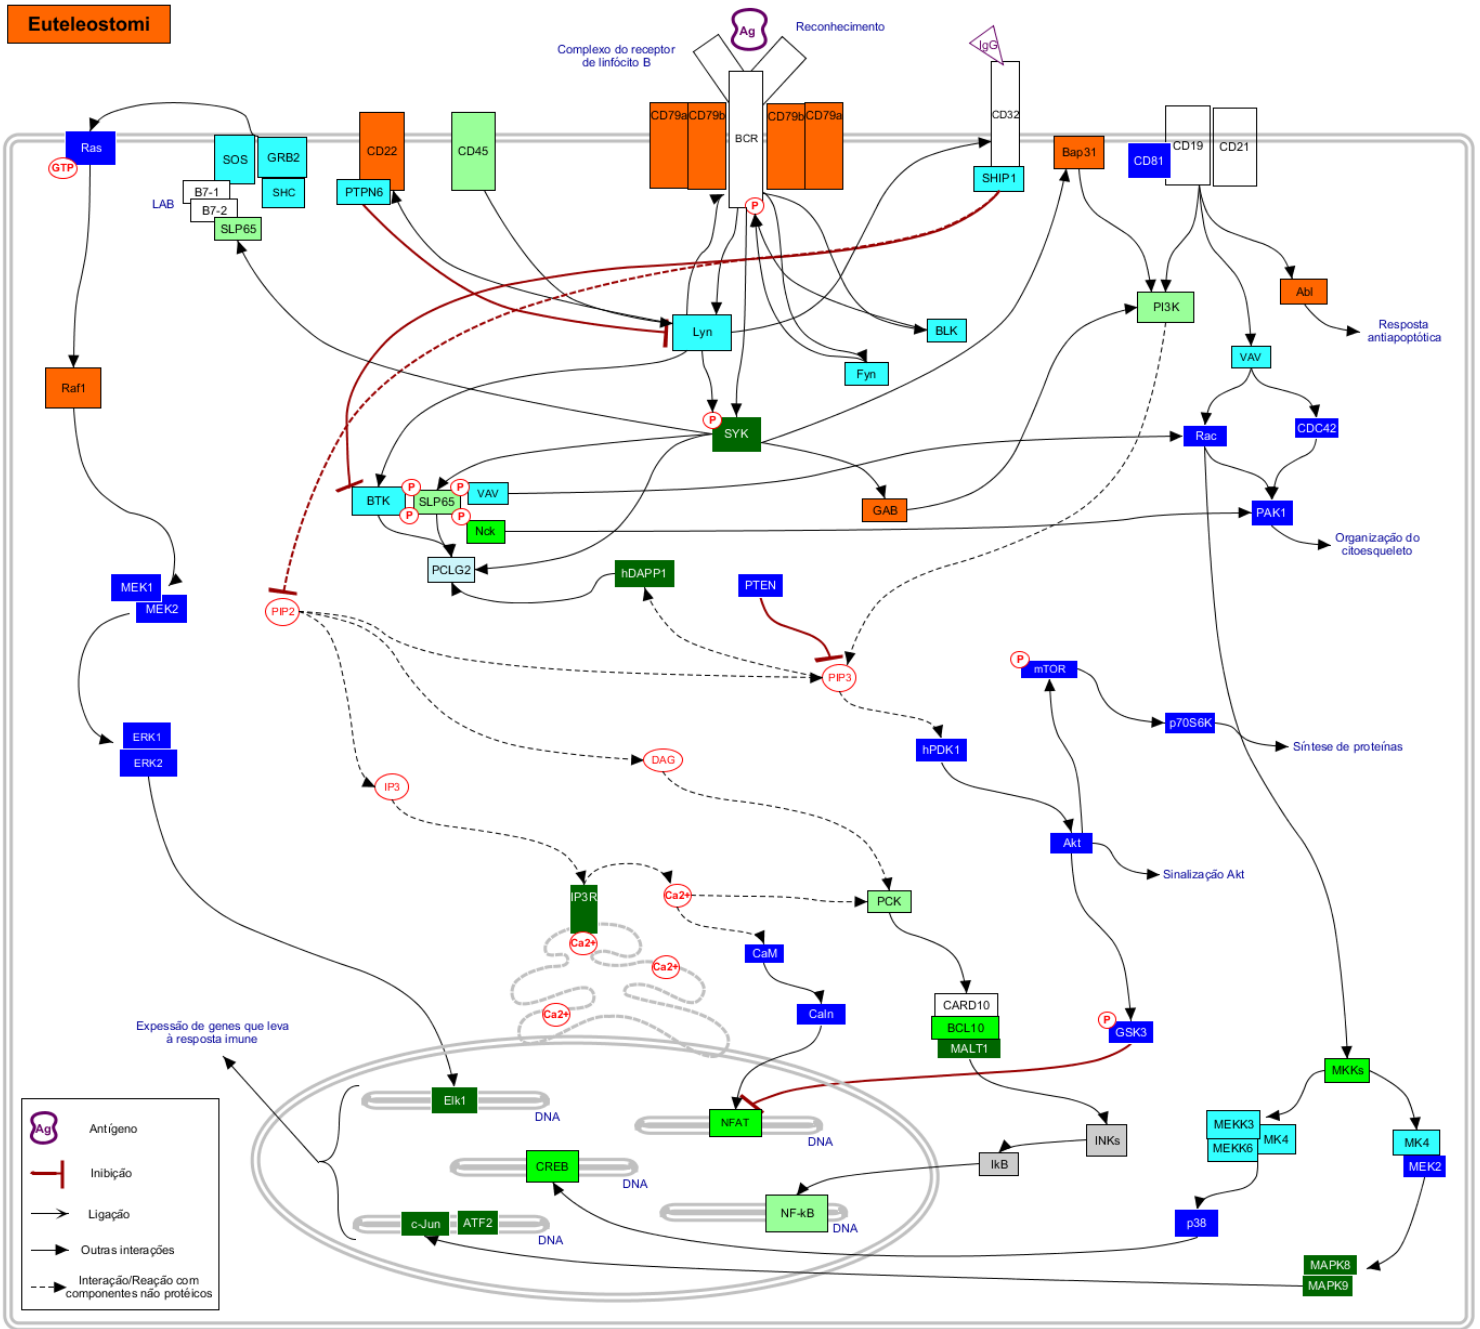 Euteleostomi
Ag
Reconhecimento
Complexo do receptor
de linfócito B
IgG
CD79a
CD79b
BCR
CD79b
CD79a
CD32
CD22
CD45
Ras
GTP
SOS
GRB2
SHC
B7-1
B7-2
LAB
SLP65
PTPN6
P
SHIP1
Bap31
CD81
CD19
CD21
PI3K
Abl
Resposta
antiapoptótica
Lyn
BLK
Fyn
VAV
Raf1
P
SYK
Rac
CDC42
BTK
P
SLP65
P
VAV
P
P
Nck
GAB
PAK1
Organização do
citoesqueleto
PCLG2
hDAPP1
PTEN
MEK1
MEK2
PIP2
PIP3
P
mTOR
p70S6K
Síntese de proteínas
ERK1
ERK2
hPDK1
DAG
IP3
Akt
Sinalização Akt
IP3R
Ca2+
PCK
Ca2+
CaM
Ca2+
Ca2+
Caln
CARD10
BCL10
MALT1
P
GSK3
Expessão de genes que leva
à resposta imune
MKKs
Elk1
DNA
NFAT
DNA
INKs
IkB
MEKK3
MEKK6
MK4
MK4
MEK2
CREB
DNA
NF-kB
DNA
c-Jun
ATF2
DNA
p38
MAPK8
MAPK9
Ag
Antígeno
Inibição
Ligação
Outras interações
Interação/Reação com
componentes não protéicos